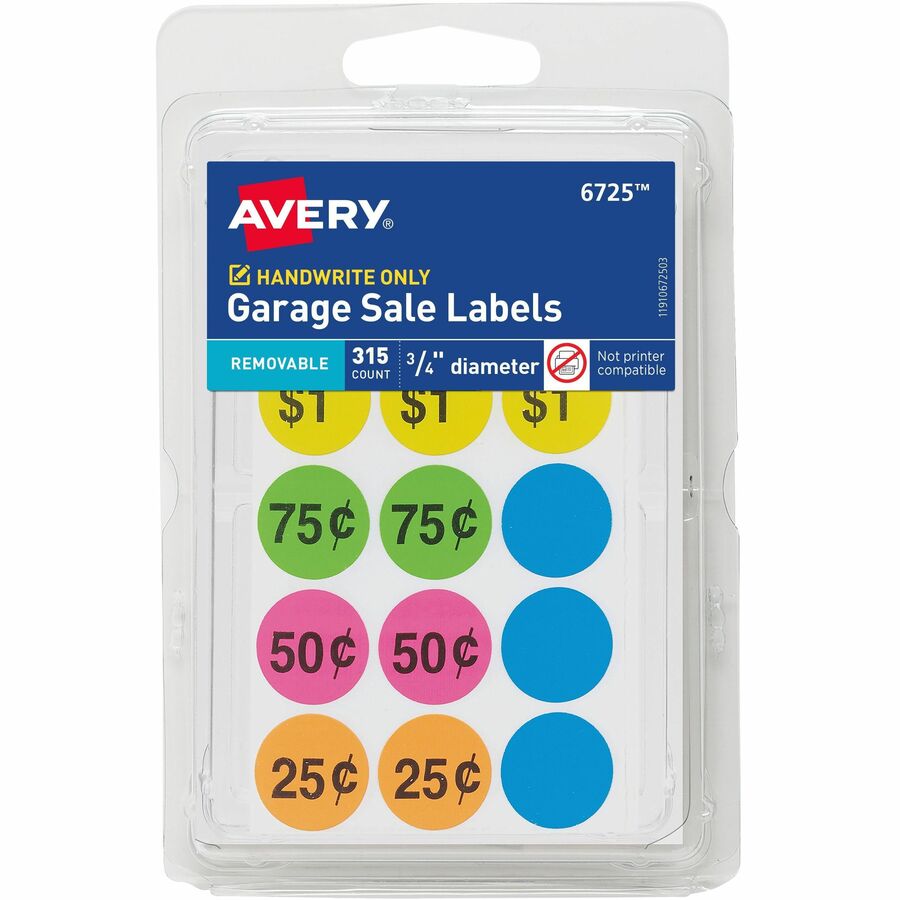 AVERY®
6725™
HANDWRITE ONLY
Garage Sale Labels
11910672503
REMOVABLE
315
COUNT
3/4" diameter
Not printer
compatible
$1 $1 $1
75¢ 75¢
50¢ 50¢
25¢ 25¢